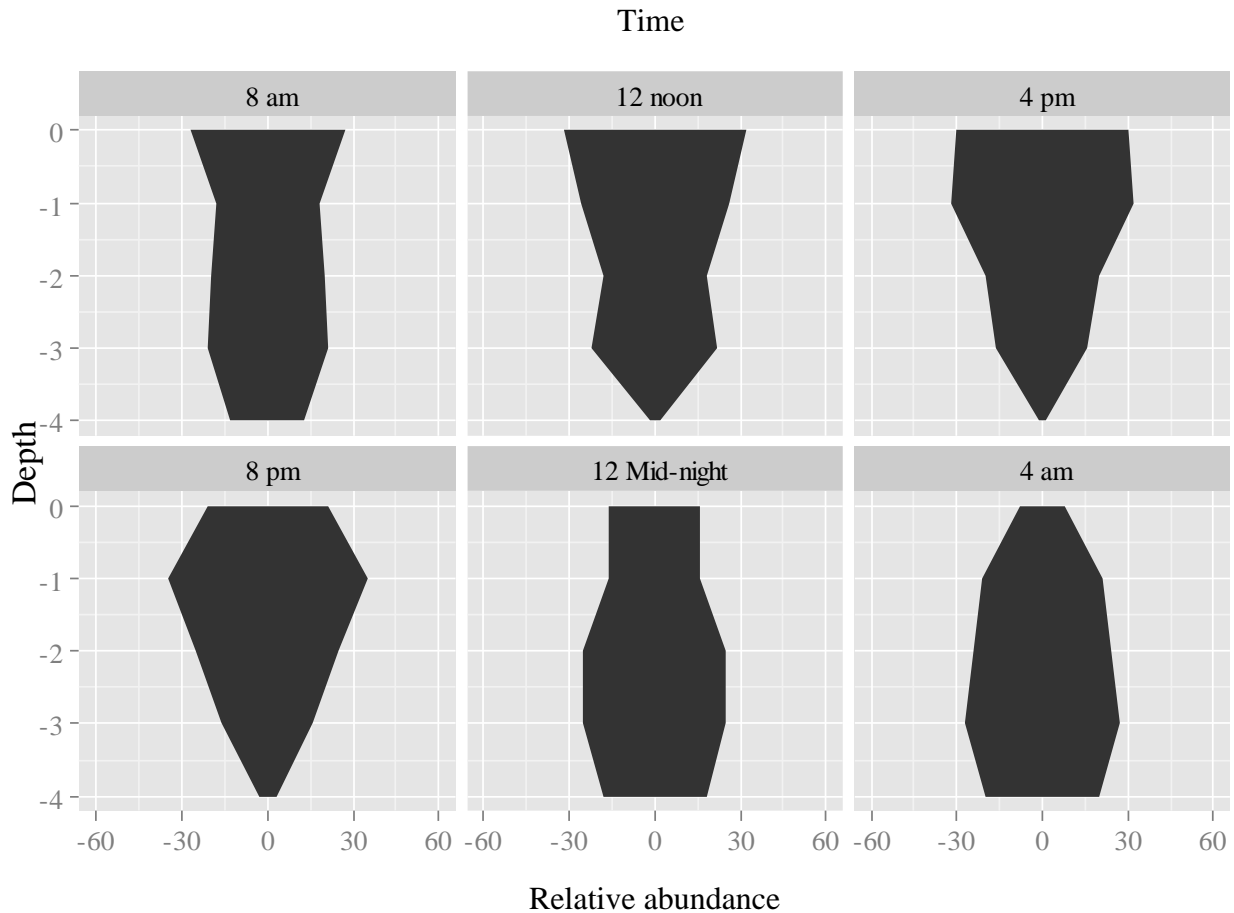 Time
8 am
12 noon
4 pm
0
-1
-2
-3
-4
Depth
8 pm
12 Mid-night
4 am
0
-1
-2
-3
-4
-60 -30 0 30 60 -60 -30 0 30 60 -60 -30 0 30 60
Relative abundance